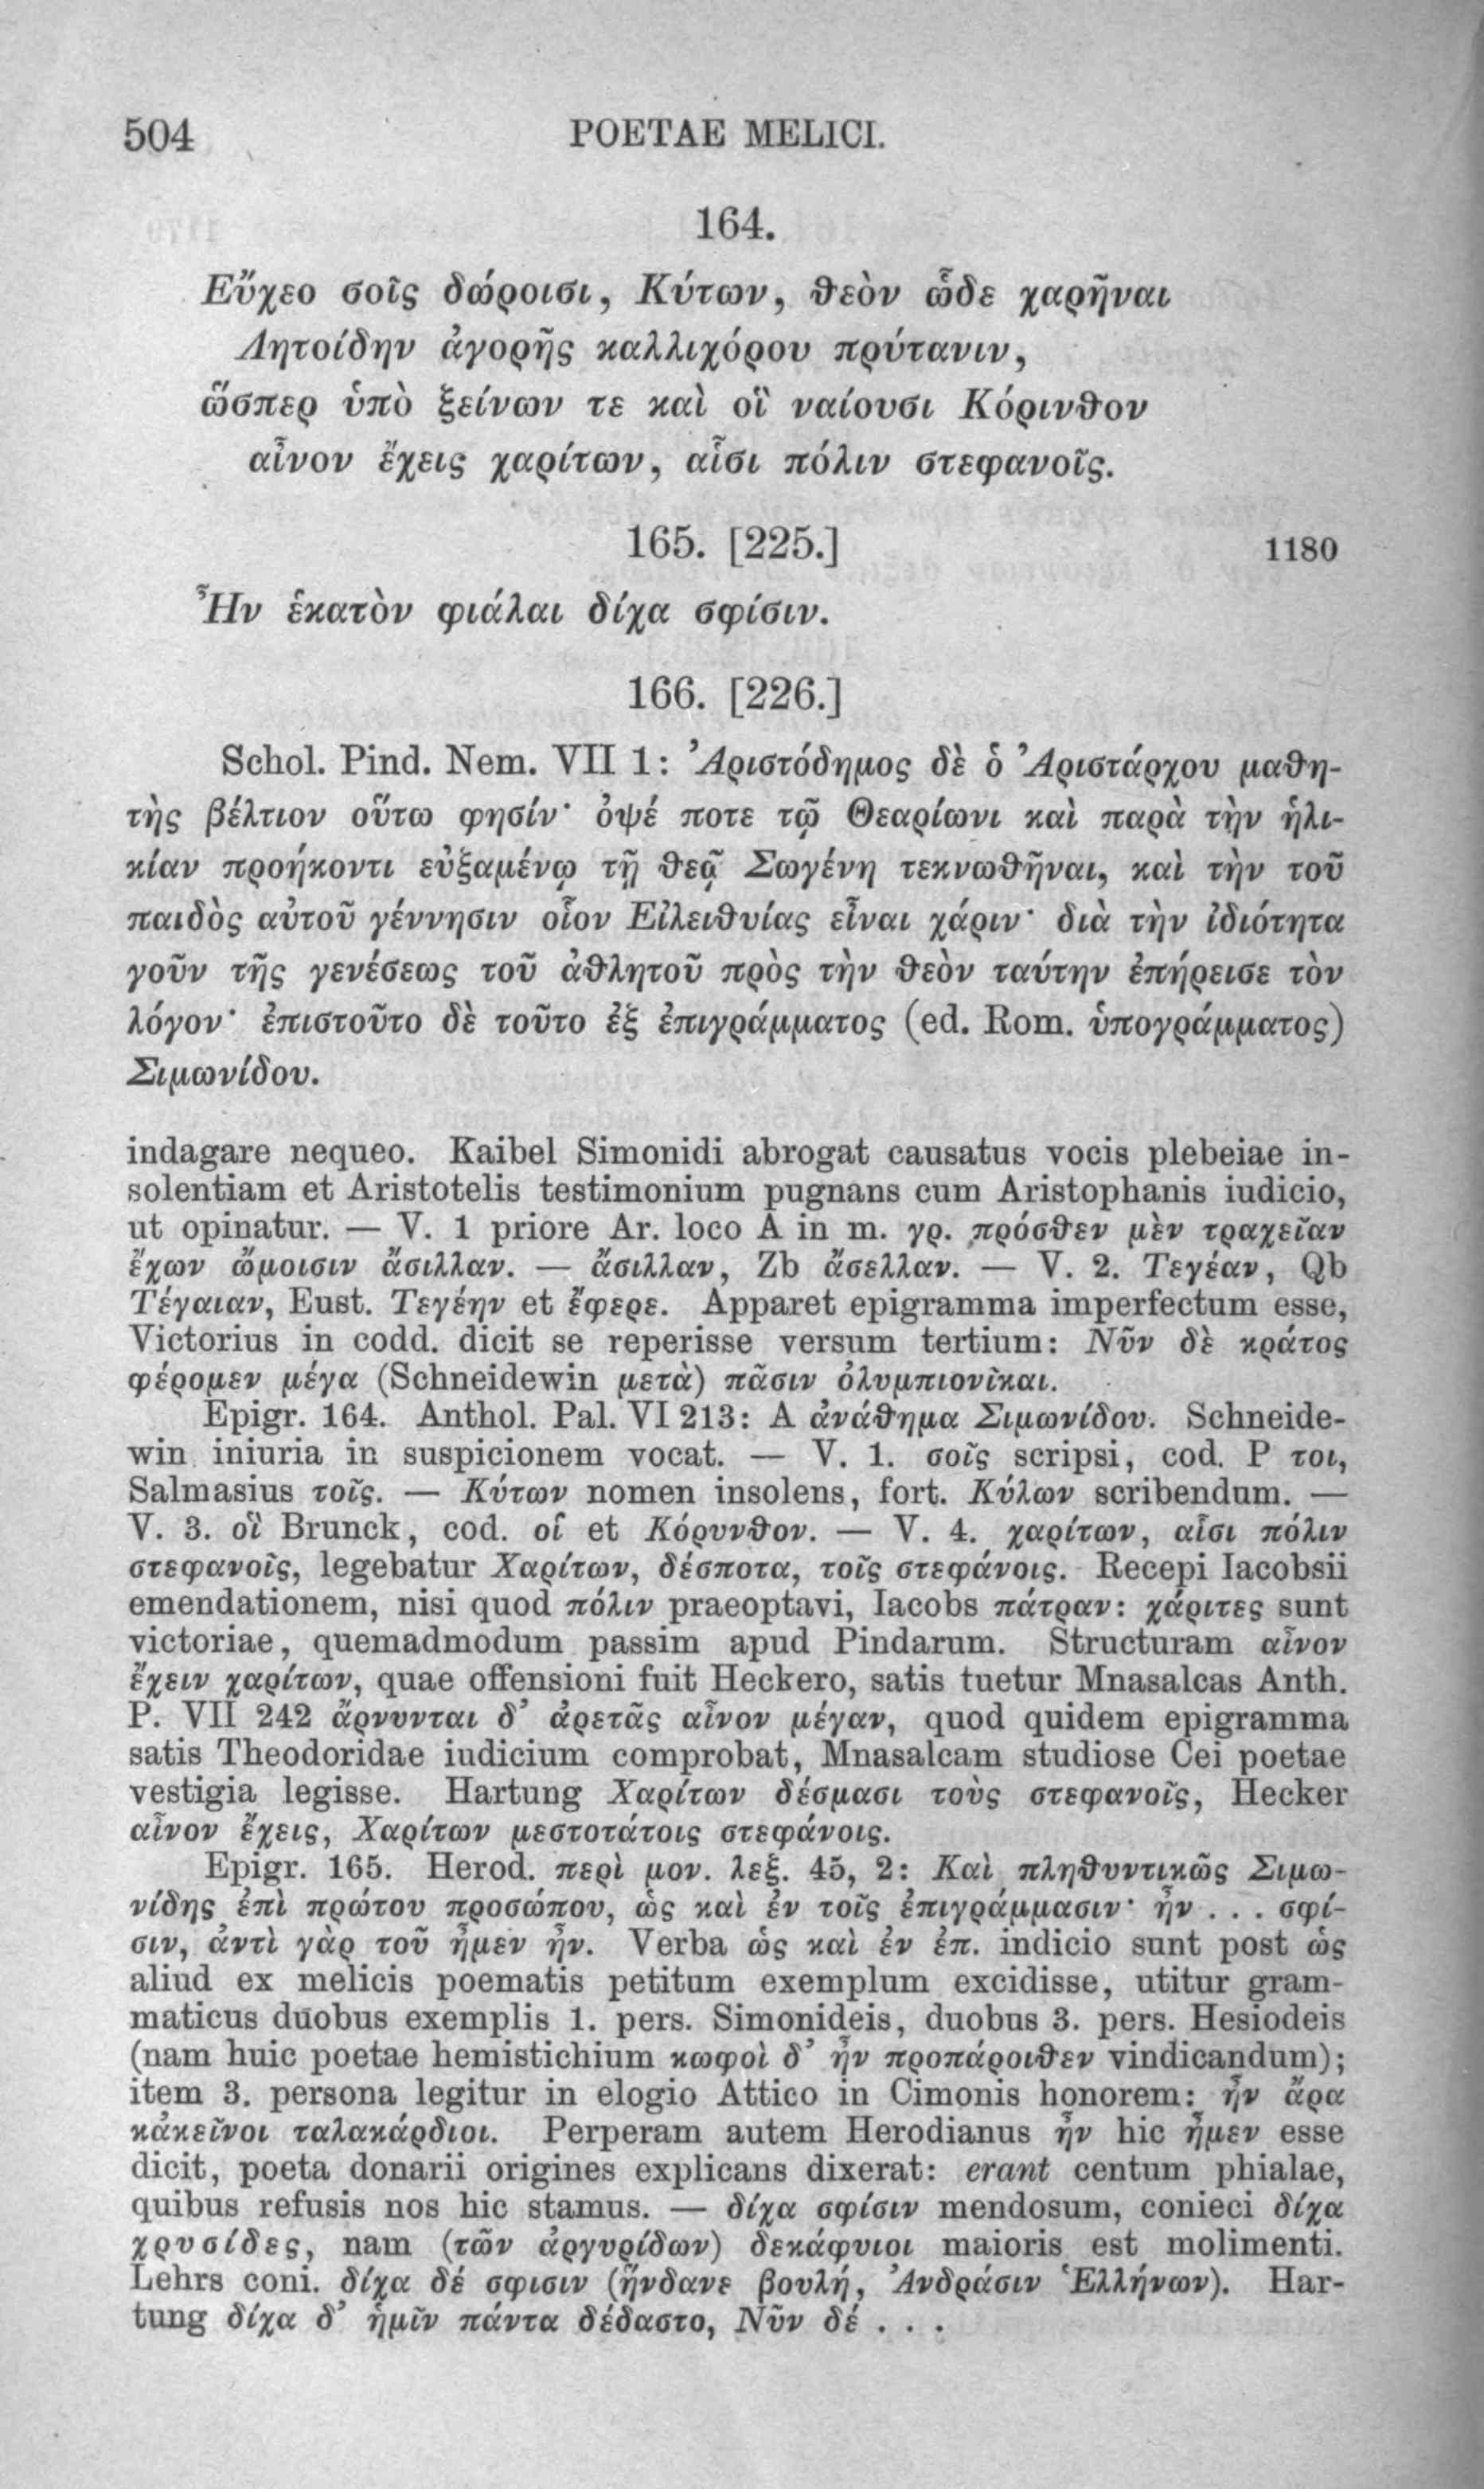 504 POETAE MELICI.
164.
Εὔχεο σοῖς δώροισι, Κύτων, θεὸν ὧδε χαρῆναι
Λητοίδην ἀγορῆς καλλιχόρου πρύτανιν,
ὥσπερ ὑπὸ ξείνων τε καὶ οἳ ναίουσι Κόρινθον
αἶνον ἔχεις χαρίτων, αἷσι πόλιν στεφανοῖς.
165. [225.] 1180
Ἦν ἑκατὸν φιάλαι δίχα σφίσιν.
166. [226.]
Schol. Pind. Nem. VII 1: Ἀριστόδημος δὲ ὁ Ἀριστάρχου μαθη-
τὴς βέλτιον οὕτω φησίν· ὀψέ ποτε τῷ Θεαρίωνι καὶ παρὰ τὴν ἡλι-
κίαν προήκοντι εὐξαμένῳ τῇ θεᾷ Σωγένη τεκνωθῆναι, καὶ τὴν τοῦ
παιδὸς αὐτοῦ γέννησιν οἷον Εἰλειθυίας εἶναι χάριν· διὰ τὴν ἰδιότητα
γοῦν τῆς γενέσεως τοῦ ἀθλητοῦ πρὸς τὴν θεὸν ταύτην ἐπήρεισε τὸν
λόγον· ἐπιστοῦτο δὲ τοῦτο ἐξ ἐπιγράμματος (ed. Rom. ὑπογράμματος)
Σιμωνίδου.
indagare nequeo. Kaibel Simonidi abrogat causatus vocis plebeiae in-
solentiam et Aristotelis testimonium pugnans cum Aristophanis iudicio,
ut opinatur. — V. 1 priore Ar. loco A in m. γρ. πρόσθεν μὲν τραχεῖαν
ἔχων ὤμοισιν ἄσιλλαν. — ἄσιλλαν, Zb ἄσελλαν. — V. 2. Τεγέαν, Qb
Τέγαιαν, Eust. Τεγέην et ἔφερε. Apparet epigramma imperfectum esse,
Victorius in codd. dicit se reperisse versum tertium: Νῦν δὲ κράτος
φέρομεν μέγα (Schneidewin μετὰ) πᾶσιν ὀλυμπιονῖκαι.
Epigr. 164. Anthol. Pal. VI 213: A ἀνάθημα Σιμωνίδου. Schneide-
win iniuria in suspicionem vocat. — V. 1. σοῖς scripsi, cod. P τοι,
Salmasius τοῖς. — Κύτων nomen insolens, fort. Κύλων scribendum. —
V. 3. οἳ Brunck, cod. οἱ et Κόρυνθον. — V. 4. χαρίτων, αἷσι πόλιν
στεφανοῖς, legebatur Χαρίτων, δέσποτα, τοῖς στεφάνοις. Recepi Iacobsii
emendationem, nisi quod πόλιν praeoptavi, Iacobs πάτραν: χάριτες sunt
victoriae, quemadmodum passim apud Pindarum. Structuram αἶνον
ἔχειν χαρίτων, quae offensioni fuit Heckero, satis tuetur Mnasalcas Anth.
P. VII 242 ἄρνυνται δ’ ἀρετᾶς αἶνον μέγαν, quod quidem epigramma
satis Theodoridae iudicium comprobat, Mnasalcam studiose Cei poetae
vestigia legisse. Hartung Χαρίτων δέσμασι τοὺς στεφανοῖς, Hecker
αἶνον ἔχεις, Χαρίτων μεστοτάτοις στεφάνοις.
Epigr. 165. Herod. περὶ μον. λεξ. 45, 2: Καὶ πληθυντικῶς Σιμω-
νίδης ἐπὶ πρώτου προσώπου, ὡς καὶ ἐν τοῖς ἐπιγράμμασιν· ἦν . . . σφί-
σιν, ἀντὶ γὰρ τοῦ ἦμεν ἦν. Verba ὡς καὶ ἐν ἐπ. indicio sunt post ὡς
aliud ex melicis poematis petitum exemplum excidisse, utitur gram-
maticus duobus exemplis 1. pers. Simonideis, duobus 3. pers. Hesiodeis
(nam huic poetae hemistichium κωφοὶ δ’ ἦν προπάροιθεν vindicandum);
item 3. persona legitur in elogio Attico in Cimonis honorem: ἦν ἄρα
κἀκεῖνοι ταλακάρδιοι. Perperam autem Herodianus ἦν hic ἦμεν esse
dicit, poeta donarii origines explicans dixerat: erant centum phialae,
quibus refusis nos hic stamus. — δίχα σφίσιν mendosum, conieci δίχα
χρυσίδες, nam (τῶν ἀργυρίδων) δεκάφυιοι maioris est molimenti.
Lehrs coni. δίχα δέ σφισιν (ἥνδανε βουλή, Ἀνδράσιν Ἑλλήνων). Har-
tung δίχα δ’ ἡμῖν πάντα δέδαστο, Νῦν δέ . . .